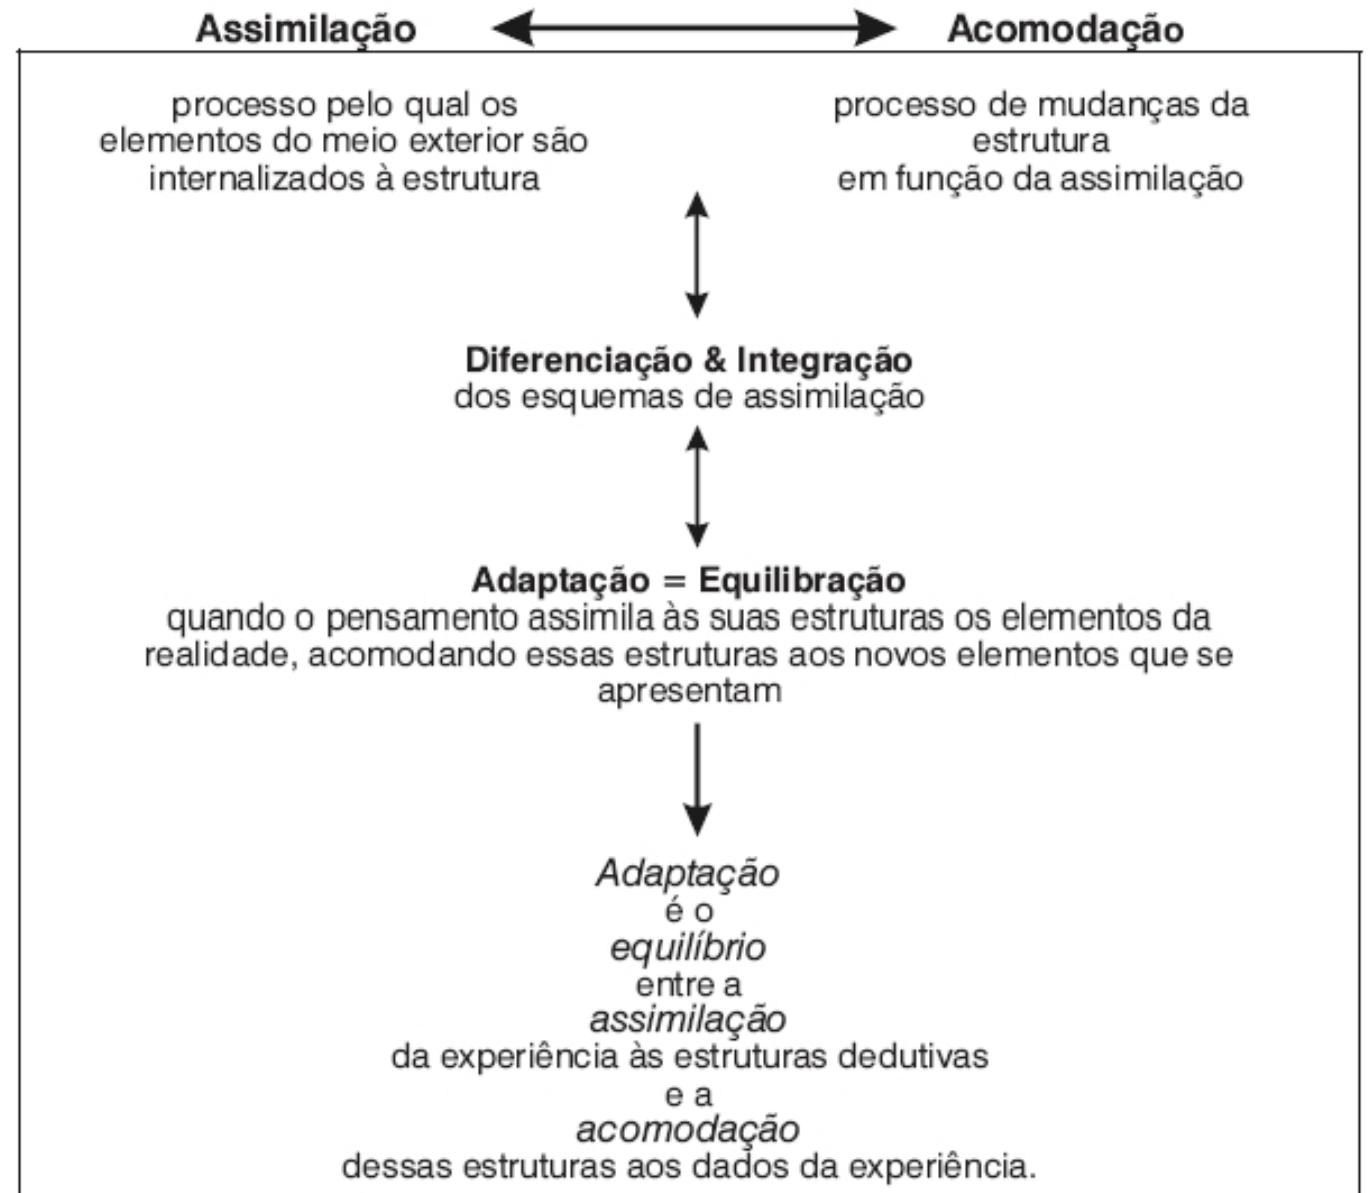 Assimilação Acomodação
processo pelo qual os
elementos do meio exterior são
internalizados à estrutura
processo de mudanças da
estrutura
em função da assimilação
Diferenciação & Integração
dos esquemas de assimilação
Adaptação = Equilibração
quando o pensamento assimila às suas estruturas os elementos da
realidade, acomodando essas estruturas aos novos elementos que se
apresentam
Adaptação
é o
equilíbrio
entre a
assimilação
da experiência às estruturas dedutivas
e a
acomodação
dessas estruturas aos dados da experiência.